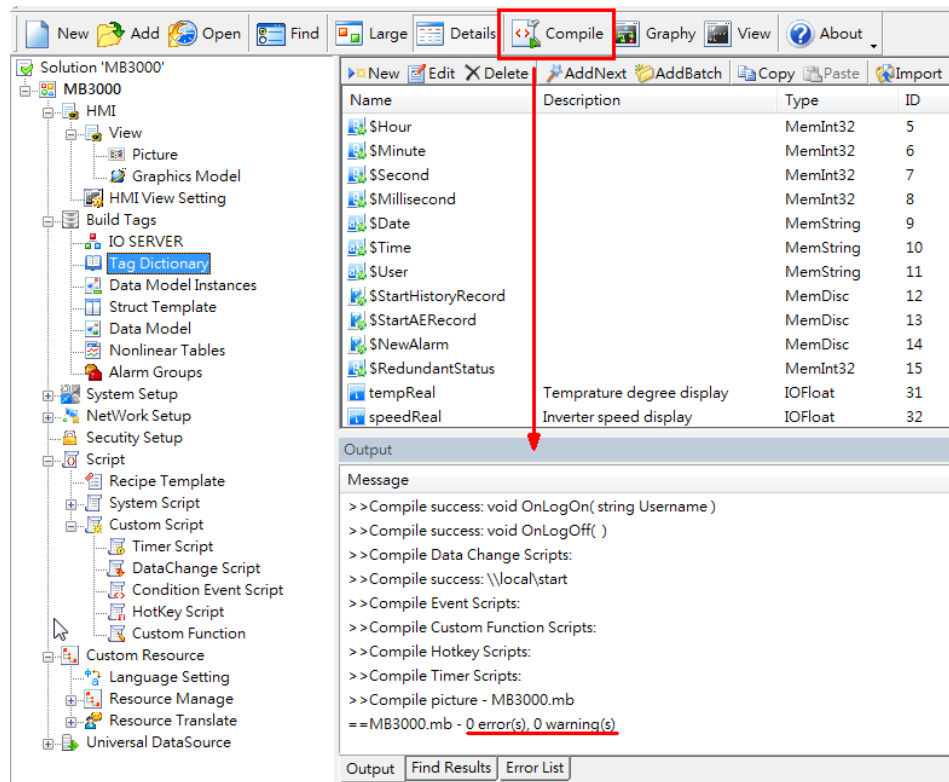 New Add Open Find Large Details Compile Graphy View About
Solution 'MB3000'
MB3000
HMI
View
Picture
Graphics Model
HMI View Setting
Build Tags
IO SERVER
Tag Dictionary
Data Model Instances
Struct Template
Data Model
Nonlinear Tables
Alarm Groups
System Setup
NetWork Setup
Secutity Setup
Script
Recipe Template
System Script
Custom Script
Timer Script
DataChange Script
Condition Event Script
HotKey Script
Custom Function
Custom Resource
Language Setting
Resource Manage
Resource Translate
Universal DataSource
New Edit Delete AddNext AddBatch Copy Paste Import
Name Description Type ID
$Hour MemInt32 5
$Minute MemInt32 6
$Second MemInt32 7
$Millisecond MemInt32 8
$Date MemString 9
$Time MemString 10
$User MemString 11
$StartHistoryRecord MemDisc 12
$StartAERecord MemDisc 13
$NewAlarm MemDisc 14
$RedundantStatus MemInt32 15
tempReal Temprature degree display IOFloat 31
speedReal Inverter speed display IOFloat 32
Output
Message
>>Compile success: void OnLogOn( string Username )
>>Compile success: void OnLogOff( )
>>Compile Data Change Scripts:
>>Compile success: \\local\start
>>Compile Event Scripts:
>>Compile Custom Function Scripts:
>>Compile Hotkey Scripts:
>>Compile Timer Scripts:
>>Compile picture - MB3000.mb
==MB3000.mb - 0 error(s), 0 warning(s)
Output Find Results Error List